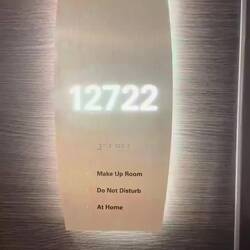 12722
Make Up Room
Do Not Disturb
At Home